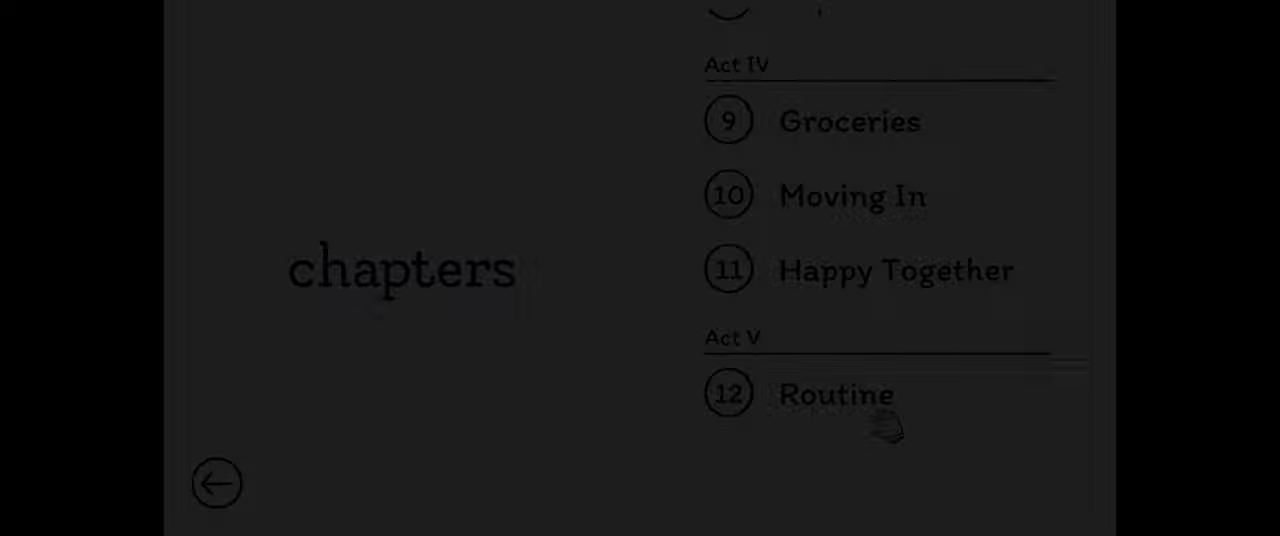 Act IV
9 Groceries
10 Moving In
11 Happy Together
chapters
Act V
12 Routine